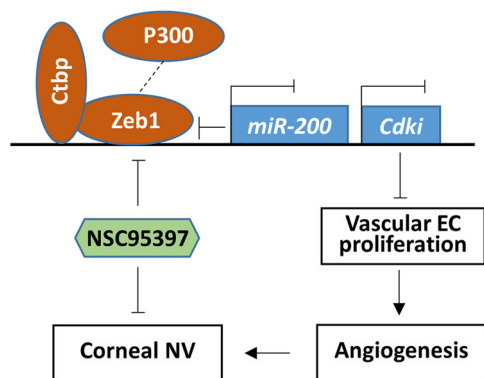 P300
Ctbp
Zeb1
miR-200
Cdki
NSC95397
Vascular EC
proliferation
Corneal NV
Angiogenesis